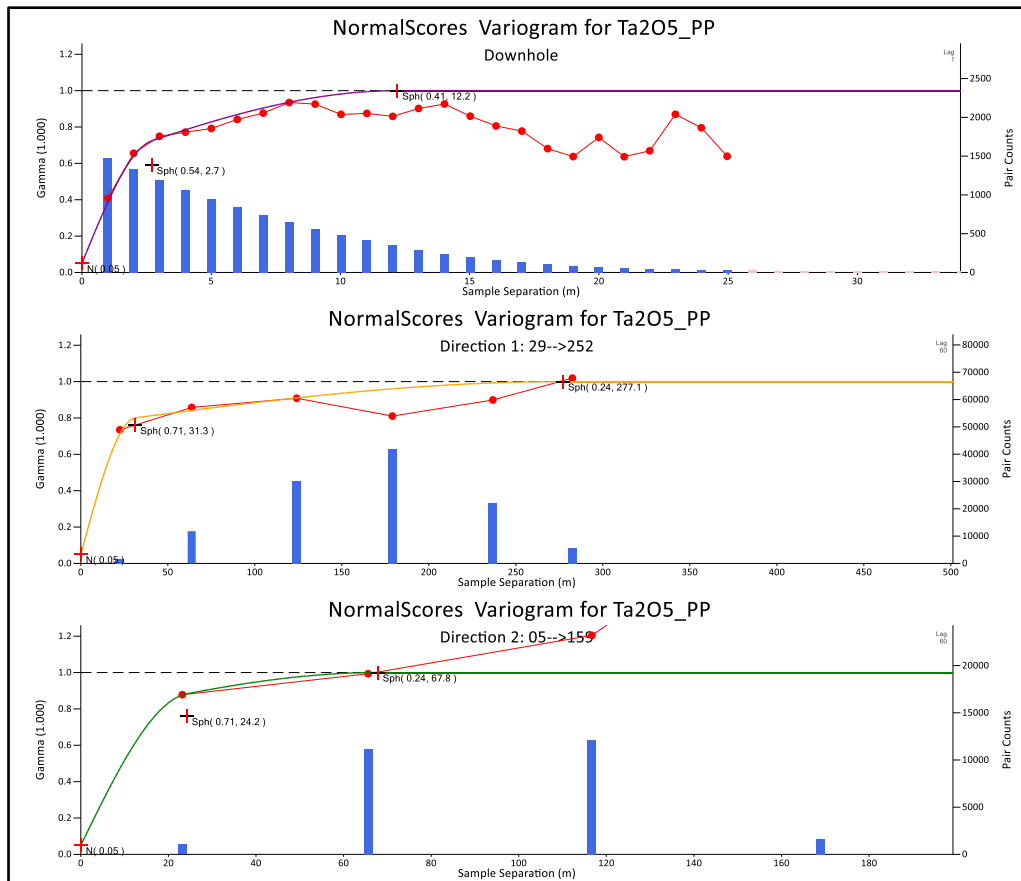 NormalScores Variogram for Ta2O5_PP
Downhole
Lag
1
1.2
1.0
0.8
0.6
0.4
0.2
0.0
Gamma (1.000)
Sph( 0.41, 12.2 )
Sph( 0.54, 2.7 )
N( 0.05 )
2500
2000
1500
1000
500
0
Pair Counts
0 5 10 15 20 25 30
Sample Separation (m)
NormalScores Variogram for Ta2O5_PP
Direction 1: 29-->252
Lag
60
1.2
1.0
0.8
0.6
0.4
0.2
0.0
Gamma (1.000)
Sph( 0.24, 277.1 )
Sph( 0.71, 31.3 )
N( 0.05 )
80000
70000
60000
50000
40000
30000
20000
10000
0
Pair Counts
0 50 100 150 200 250 300 350 400 450 500
Sample Separation (m)
NormalScores Variogram for Ta2O5_PP
Direction 2: 05-->159
Lag
60
1.2
1.0
0.8
0.6
0.4
0.2
0.0
Gamma (1.000)
Sph( 0.24, 67.8 )
Sph( 0.71, 24.2 )
N( 0.05 )
20000
15000
10000
5000
0
Pair Counts
0 20 40 60 80 100 120 140 160 180
Sample Separation (m)